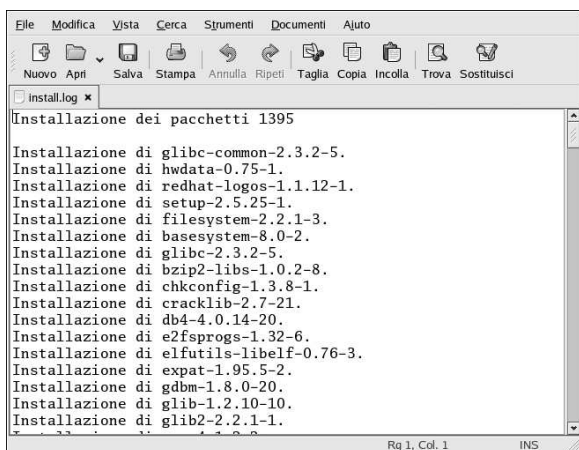 File Modifica Vista Cerca Strumenti Documenti Aiuto
Nuovo Apri Salva Stampa Annulla Ripeti Taglia Copia Incolla Trova Sostituisci
install.log
Installazione dei pacchetti 1395
Installazione di glibc-common-2.3.2-5.
Installazione di hwdata-0.75-1.
Installazione di redhat-logos-1.1.12-1.
Installazione di setup-2.5.25-1.
Installazione di filesystem-2.2.1-3.
Installazione di basesystem-8.0-2.
Installazione di glibc-2.3.2-5.
Installazione di bzip2-libs-1.0.2-8.
Installazione di chkconfig-1.3.8-1.
Installazione di cracklib-2.7-21.
Installazione di db4-4.0.14-20.
Installazione di e2fsprogs-1.32-6.
Installazione di elfutils-libelf-0.76-3.
Installazione di expat-1.95.5-2.
Installazione di gdbm-1.8.0-20.
Installazione di glib-1.2.10-10.
Installazione di glib2-2.2.1-1.
Rg 1, Col. 1 INS